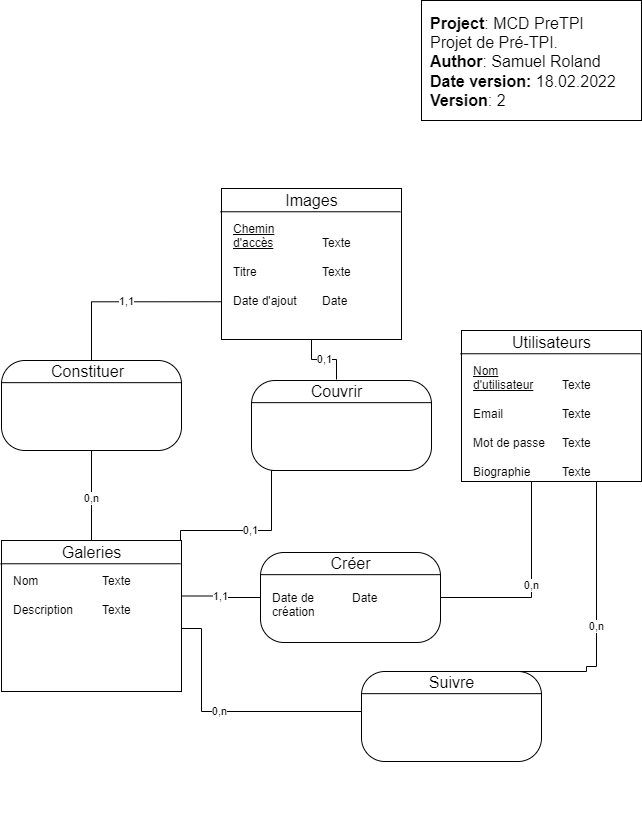 Project: MCD PreTPI
Projet de Pré-TPI.
Author: Samuel Roland
Date version: 18.02.2022
Version: 2
Images
Chemin
d'accès Texte
Titre Texte
Date d'ajout Date
1,1
0,1
Utilisateurs
Nom
d'utilisateur Texte
Email Texte
Mot de passe Texte
Biographie Texte
Constituer
Couvrir
0,n
0,1
Galeries
Nom Texte
Description Texte
Créer
Date de
création Date
1,1
0,n
0,n
Suivre
0,n